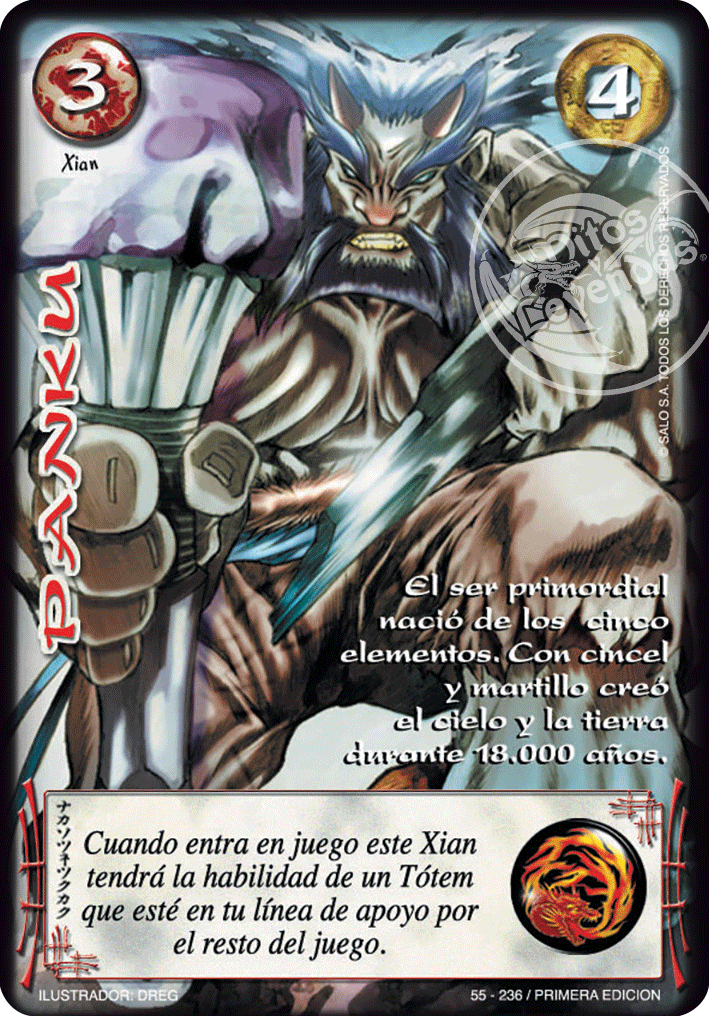 3
4
Xian
PANKU
Mitos y Leyendas
© SALO S.A. TODOS LOS DERECHOS RESERVADOS
El ser primordial
nació de los cinco
elementos. Con cincel
y martillo creó
el cielo y la tierra
durante 18.000 años.
ナカソツネツクカク
Cuando entra en juego este Xian
tendrá la habilidad de un Tótem
que esté en tu línea de apoyo por
el resto del juego.
ILUSTRADOR: DREG
55 - 236 / PRIMERA EDICION